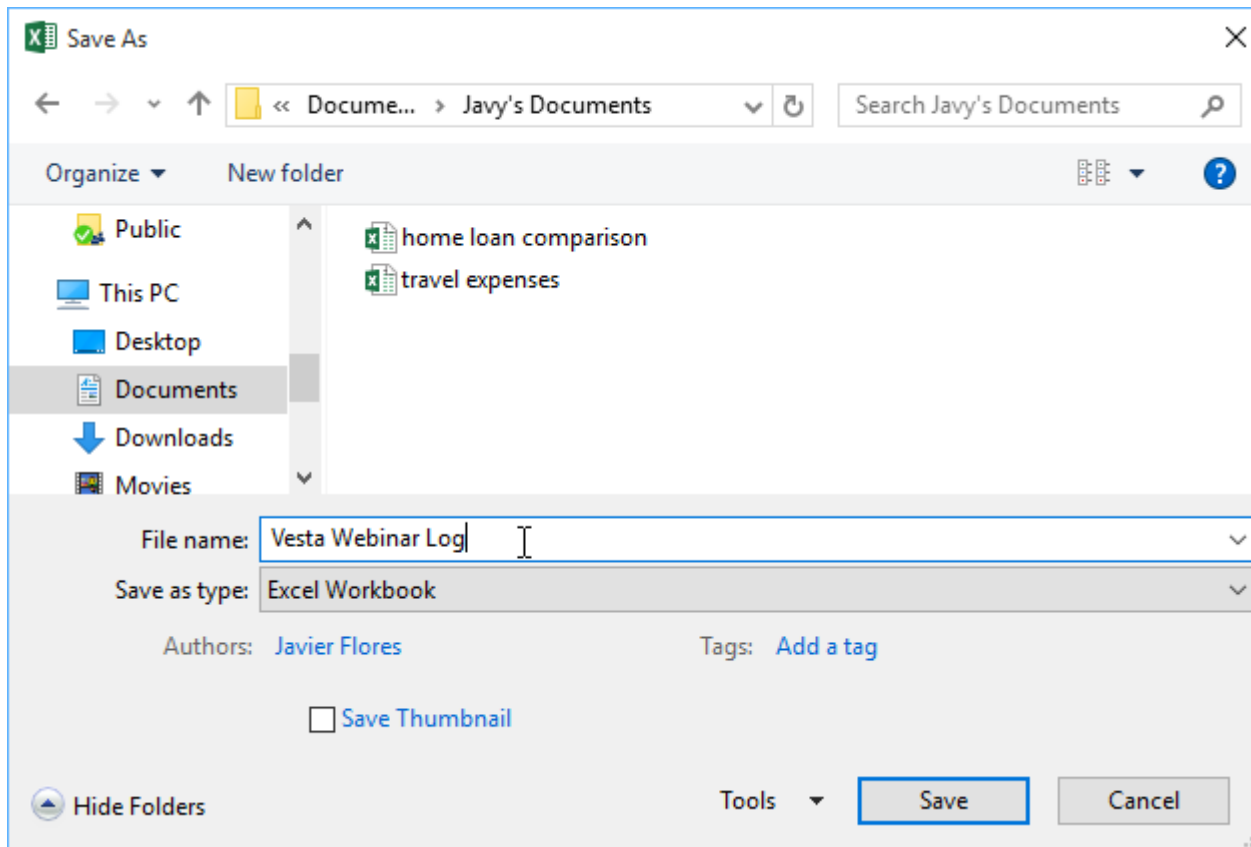 Save As
« Docume... › Javy's Documents Search Javy's Documents
Organize New folder
Public
This PC
Desktop
Documents
Downloads
Movies
home loan comparison
travel expenses
File name: Vesta Webinar Log
Save as type: Excel Workbook
Authors: Javier Flores Tags: Add a tag
Save Thumbnail
Hide Folders Tools Save Cancel